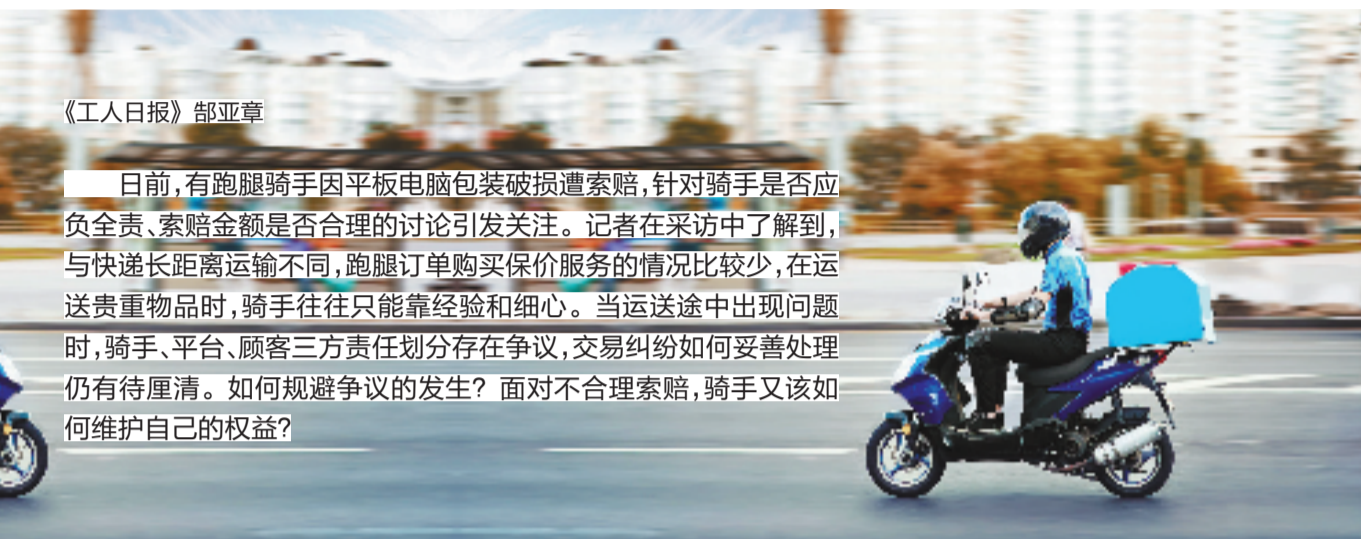 《工人日报》郜亚章
日前,有跑腿骑手因平板电脑包装破损遭索赔,针对骑手是否应
负全责、索赔金额是否合理的讨论引发关注。记者在采访中了解到,
与快递长距离运输不同,跑腿订单购买保价服务的情况比较少,在运
送贵重物品时,骑手往往只能靠经验和细心。当运送途中出现问题
时,骑手、平台、顾客三方责任划分存在争议,交易纠纷如何妥善处理
仍有待厘清。如何规避争议的发生?面对不合理索赔,骑手又该如
何维护自己的权益?